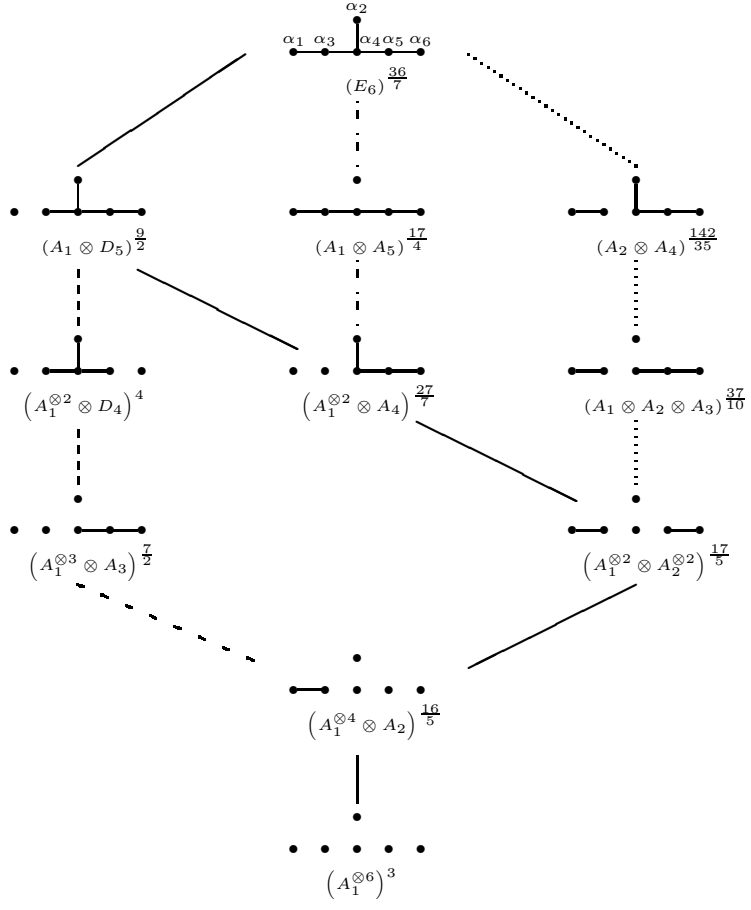 α₂
α₁ α₃ α₄ α₅ α₆
(E₆)^{36/7}
(A₁ ⊗ D₅)^{9/2} (A₁ ⊗ A₅)^{17/4} (A₂ ⊗ A₄)^{142/35}
(A₁^{⊗2} ⊗ D₄)^4 (A₁^{⊗2} ⊗ A₄)^{27/7} (A₁ ⊗ A₂ ⊗ A₃)^{37/10}
(A₁^{⊗3} ⊗ A₃)^{7/2} (A₁^{⊗2} ⊗ A₂^{⊗2})^{17/5}
(A₁^{⊗4} ⊗ A₂)^{16/5}
(A₁^{⊗6})^3